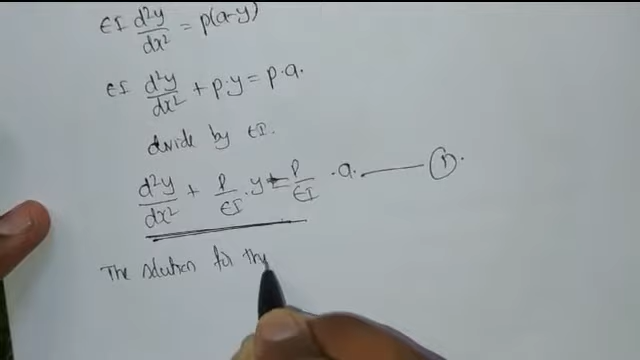 EI d²y/dx² = P(a-y)
EI d²y/dx² + P·y = P·a.
divide by EI.
d²y/dx² + P/EI · y = P/EI · a. —— ①.
The solution for the